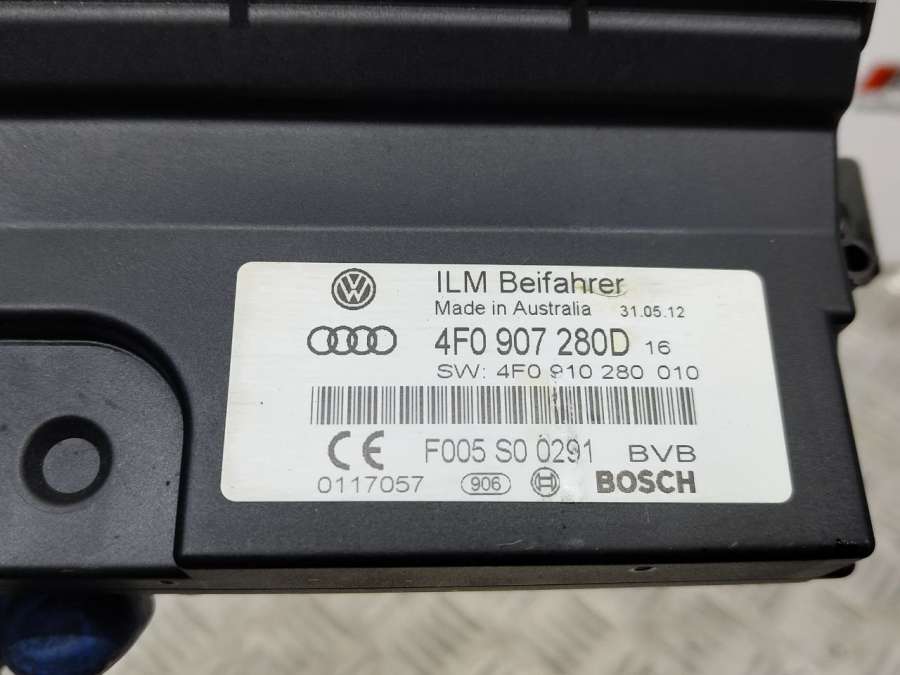 ILM Beifahrer
Made in Australia 31.05.12
4F0 907 280D 16
SW: 4F0 910 280 010
CE F005 S0 0291 BVB
0117057 906 BOSCH